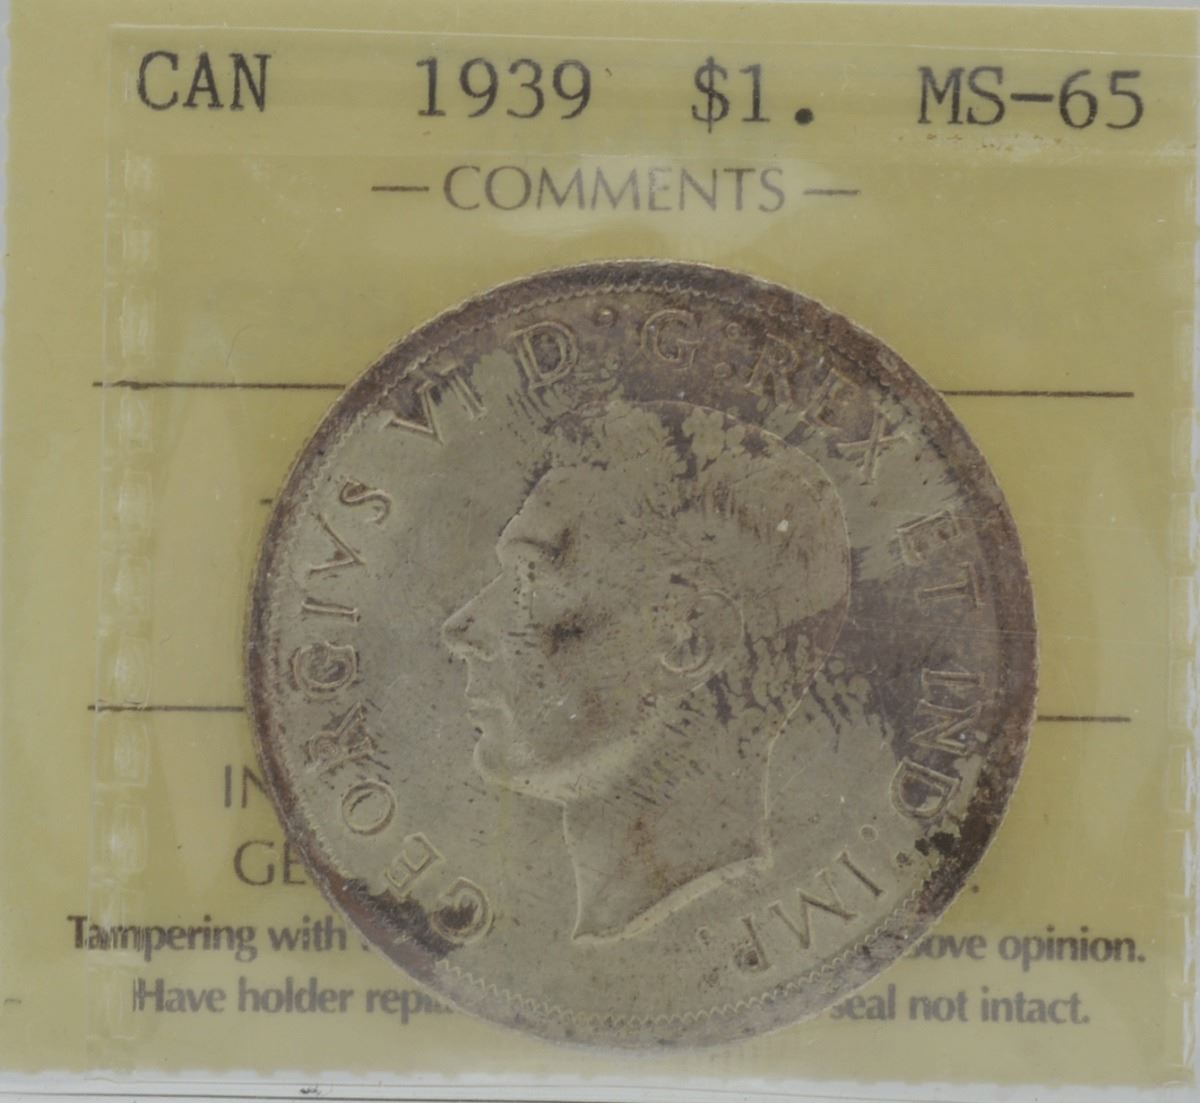 CAN 1939 $1. MS-65
— COMMENTS —
GEORGIVS VI D:G:REX ET IND:IMP:
IN
GE
Tampering with
ove opinion.
Have holder repl
seal not intact.